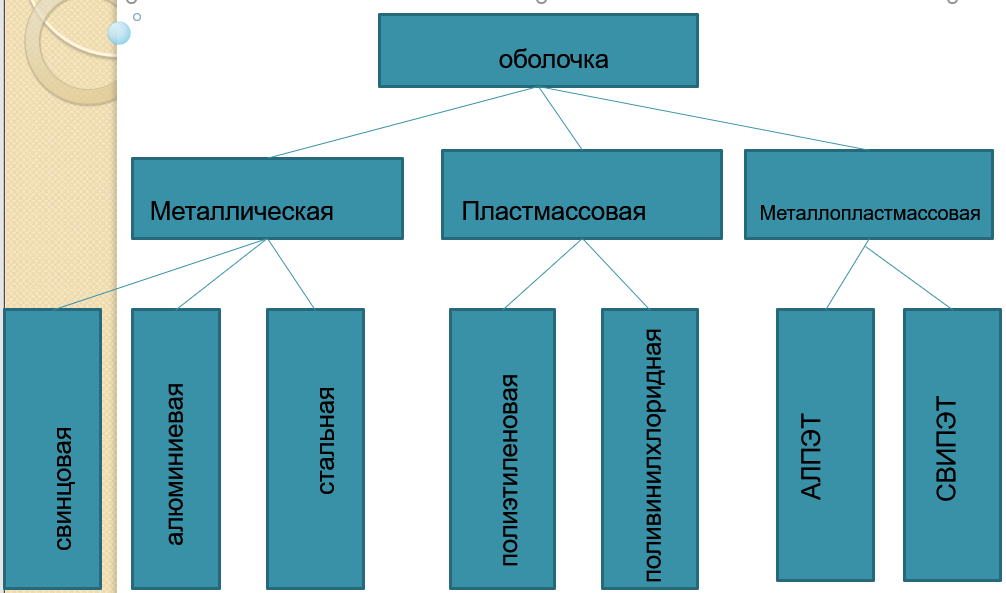 оболочка
Металлическая
Пластмассовая
Металлопластмассовая
свинцовая
алюминиевая
стальная
полиэтиленовая
поливинилхлоридная
АЛПЭТ
СВИПЭТ